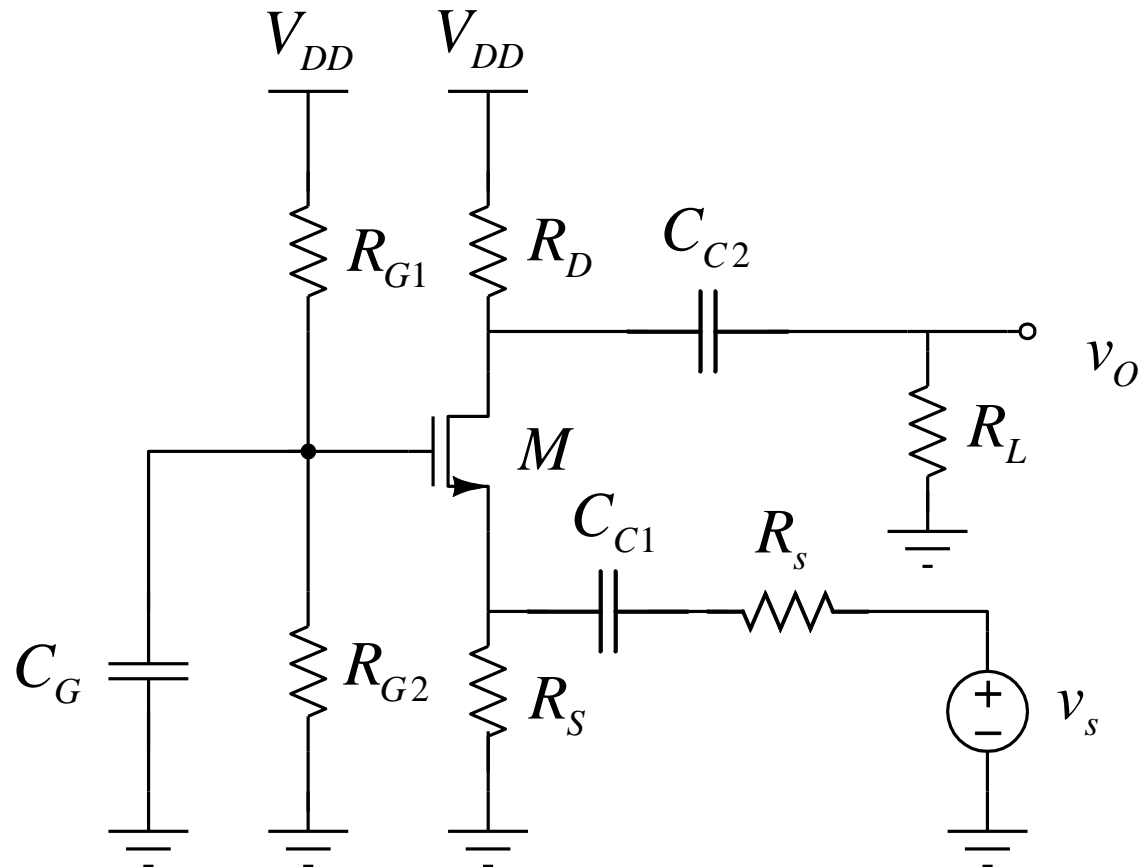 V_DD V_DD
R_G1 R_D C_C2
v_O
M R_L
C_C1 R_s
C_G R_G2 R_S v_s
+
−